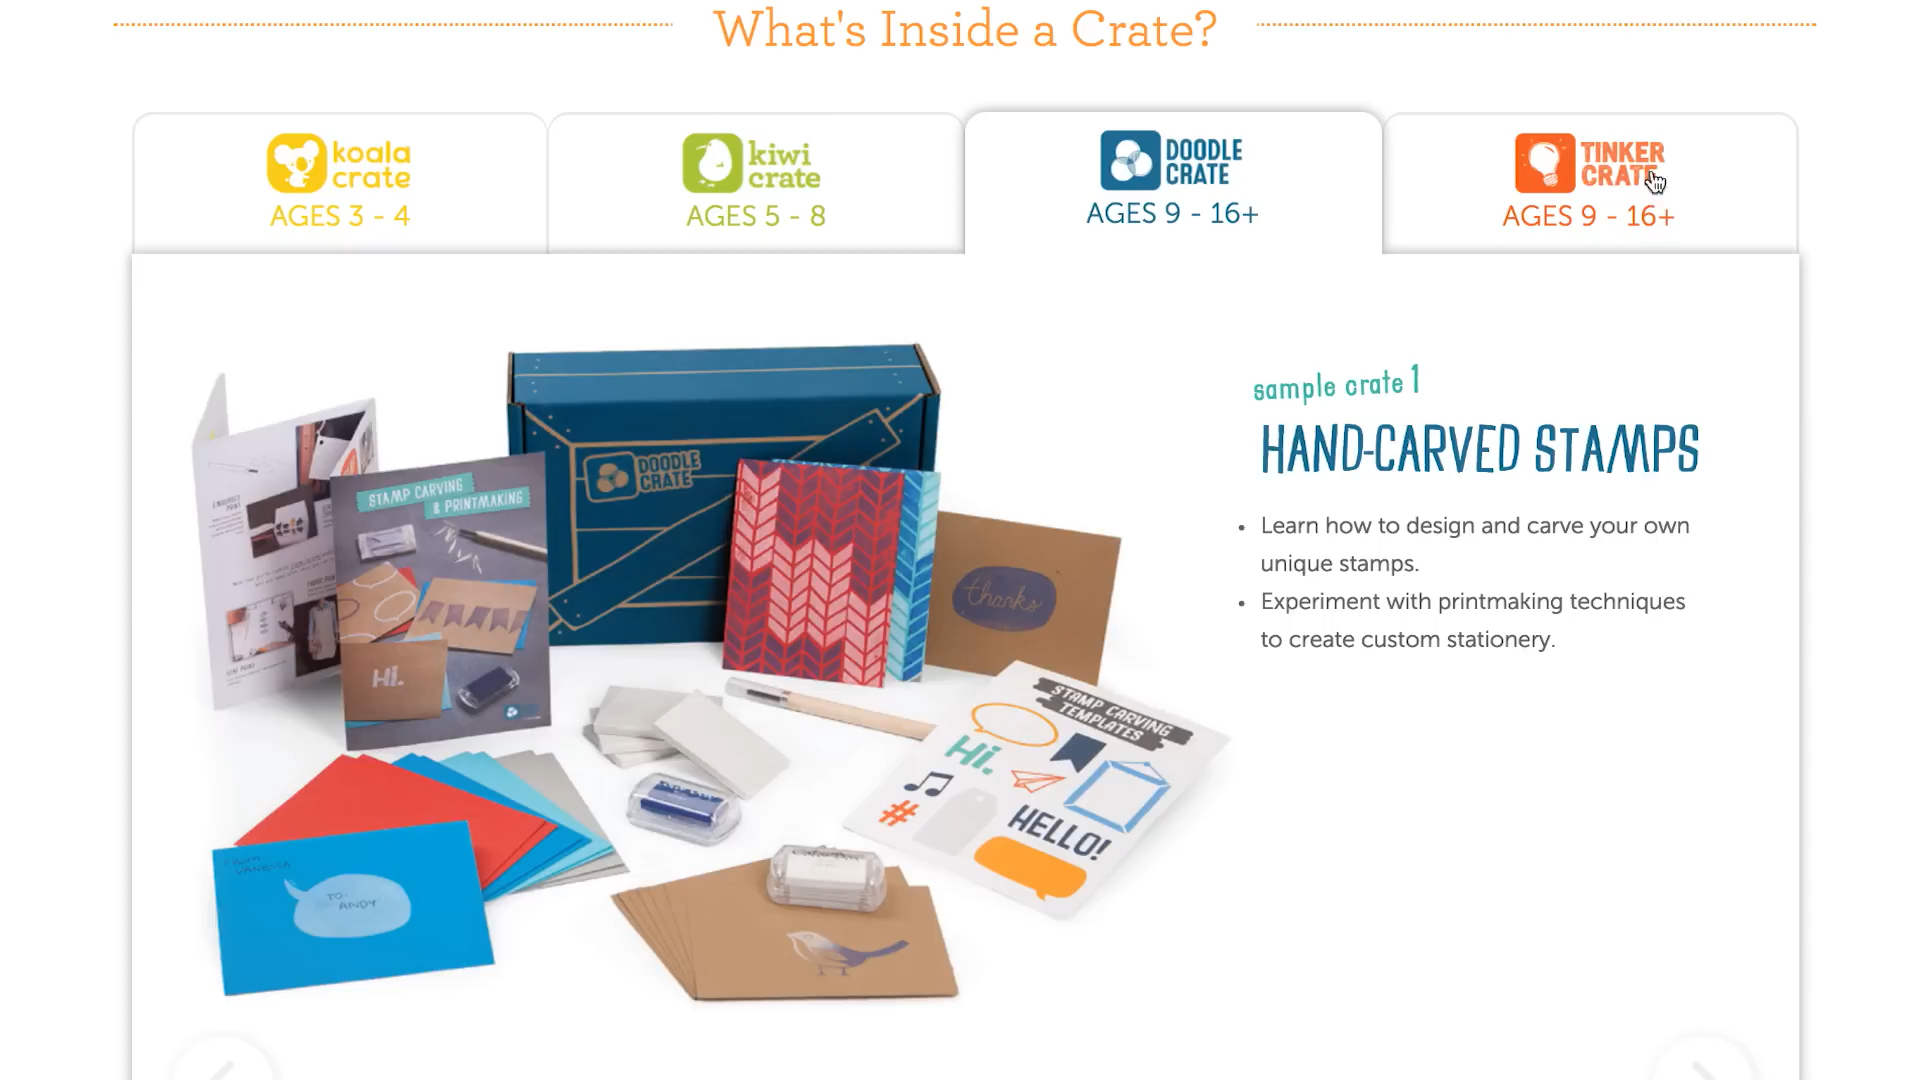 What's Inside a Crate?
koala
crate
AGES 3 - 4
kiwi
crate
AGES 5 - 8
DOODLE
CRATE
AGES 9 - 16+
TINKER
CRATE
AGES 9 - 16+
sample crate 1
HAND-CARVED STAMPS
• Learn how to design and carve your own
unique stamps.
• Experiment with printmaking techniques
to create custom stationery.
STAMP CARVING
& PRINTMAKING
Hi.
DOODLE
CRATE
thanks
STAMP CARVING
TEMPLATES
Hi.
#
HELLO!
FROM
VANESSA
TO:
ANDY